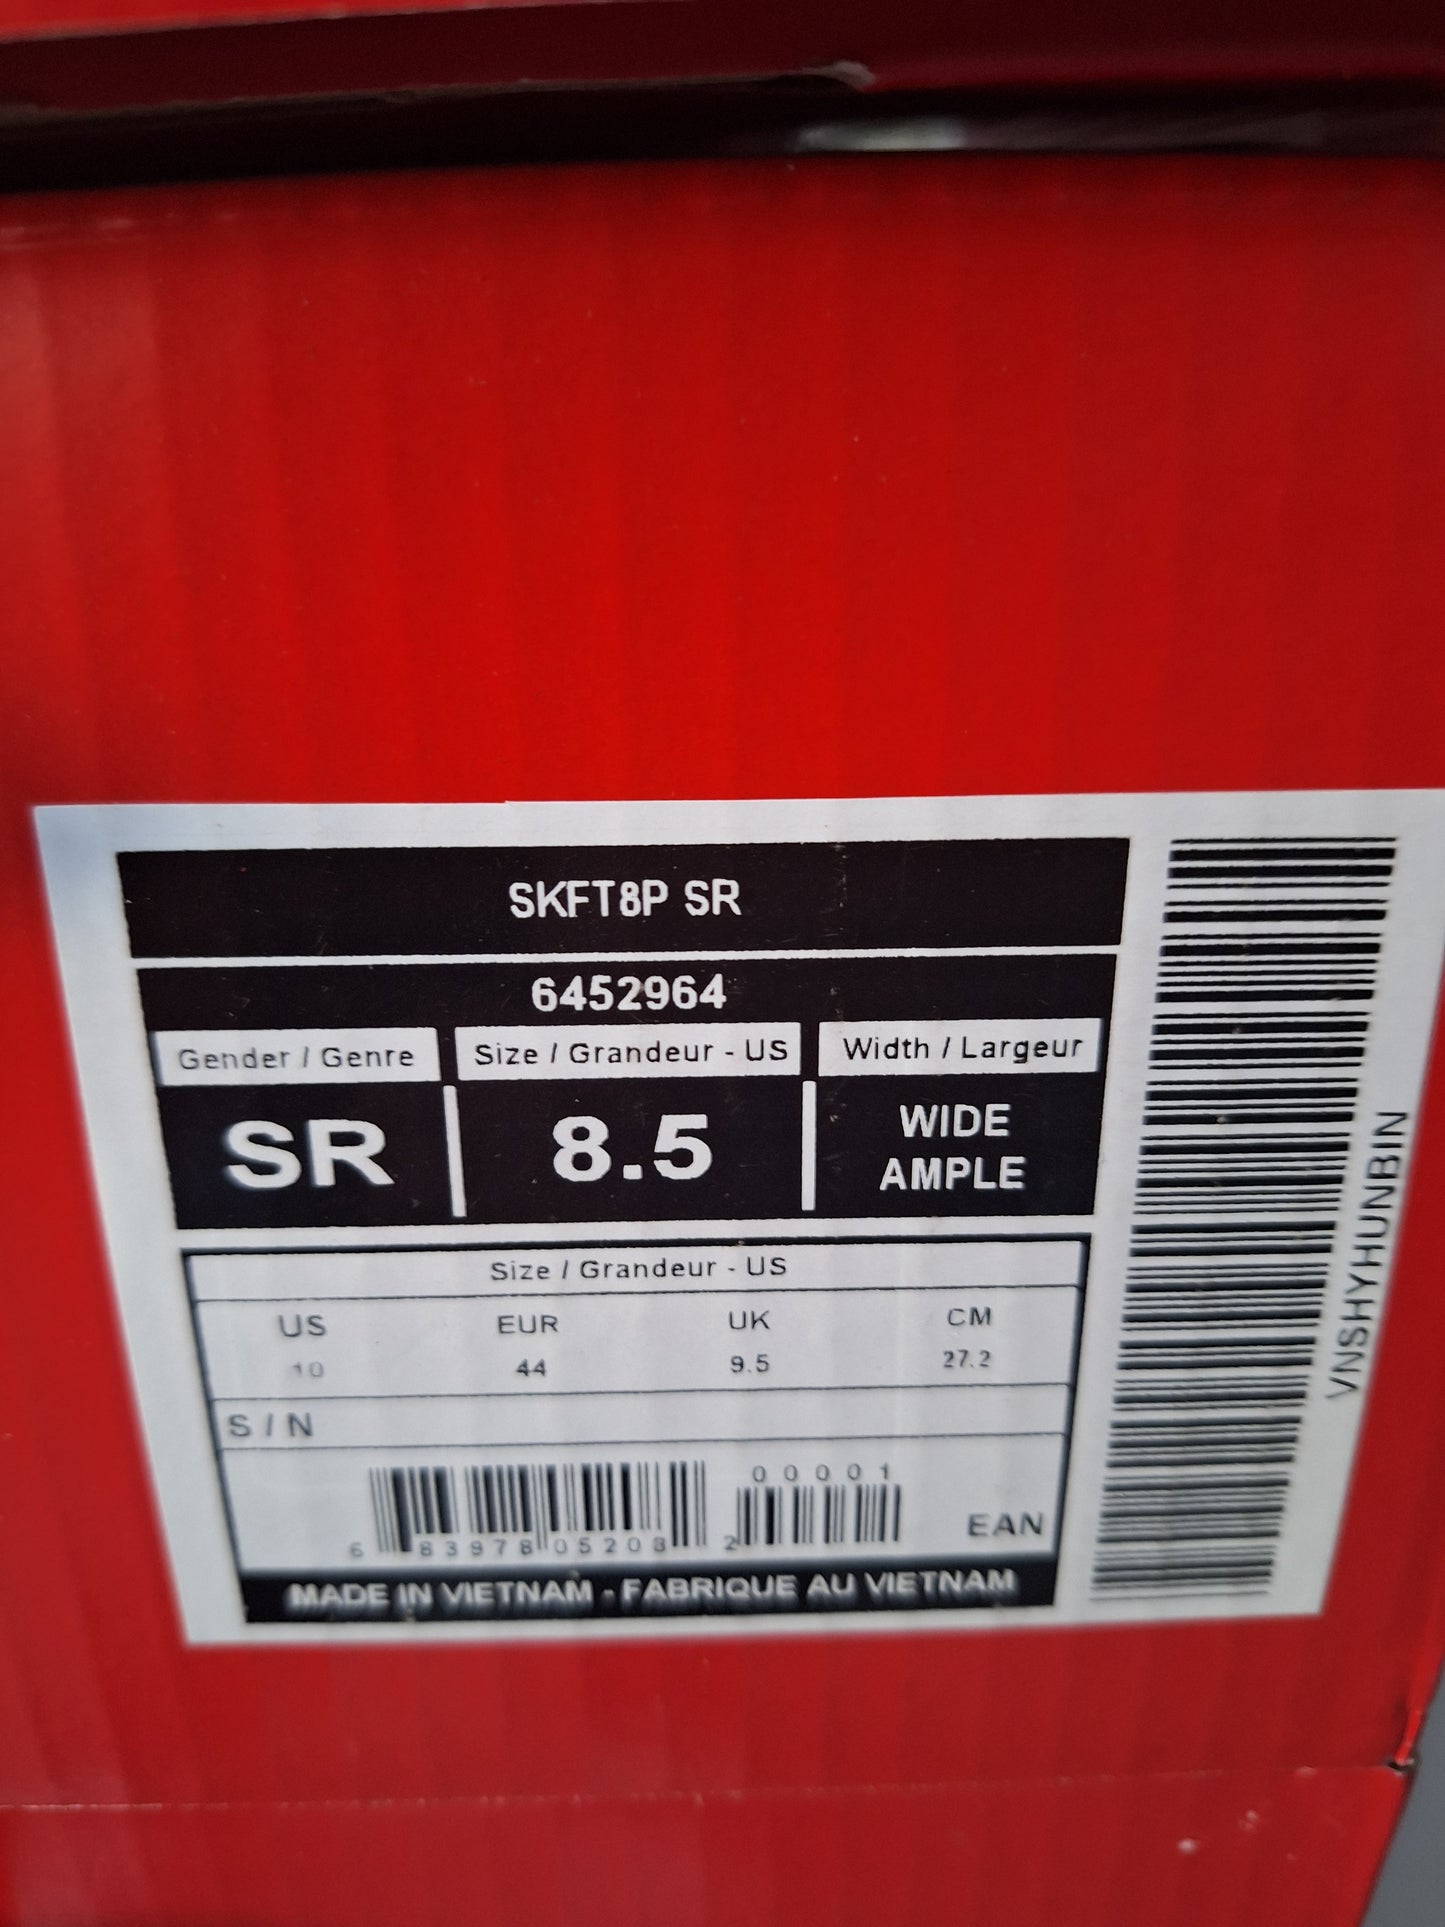 SKFT8P SR
6452964
Gender / Genre Size / Grandeur - US Width / Largeur
SR 8.5 WIDE
AMPLE
Size / Grandeur - US
US EUR UK CM
10 44 9.5 27.2
S / N
00001
6 83978 05208 2 EAN
MADE IN VIETNAM - FABRIQUE AU VIETNAM
VNSHYHUNBIN